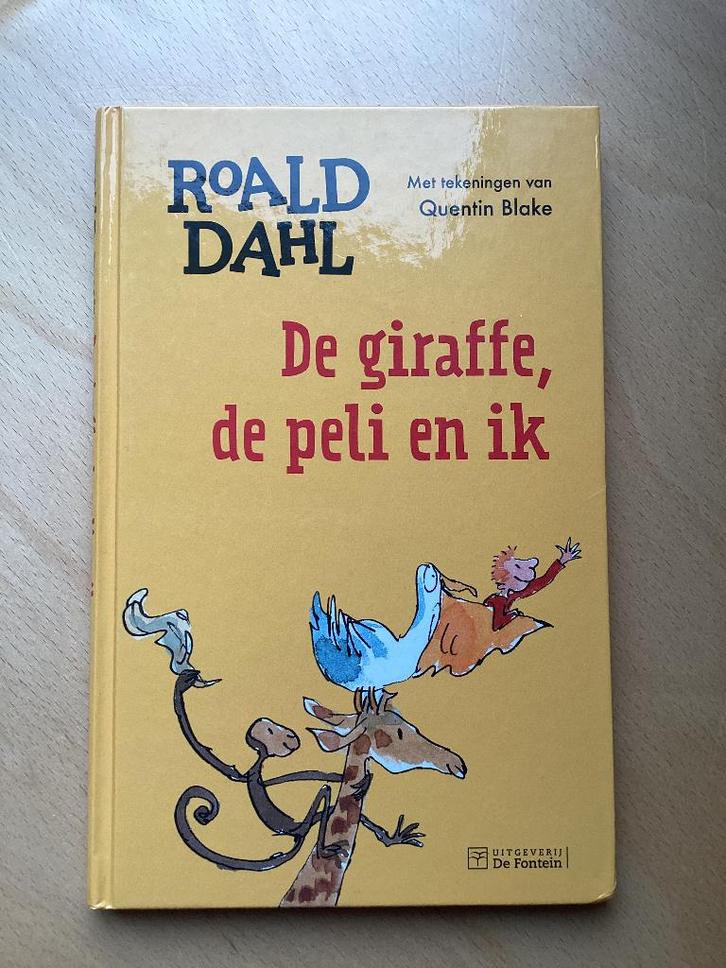 ROALD
DAHL
Met tekeningen van
Quentin Blake
De giraffe,
de peli en ik
UITGEVERIJ
De Fontein